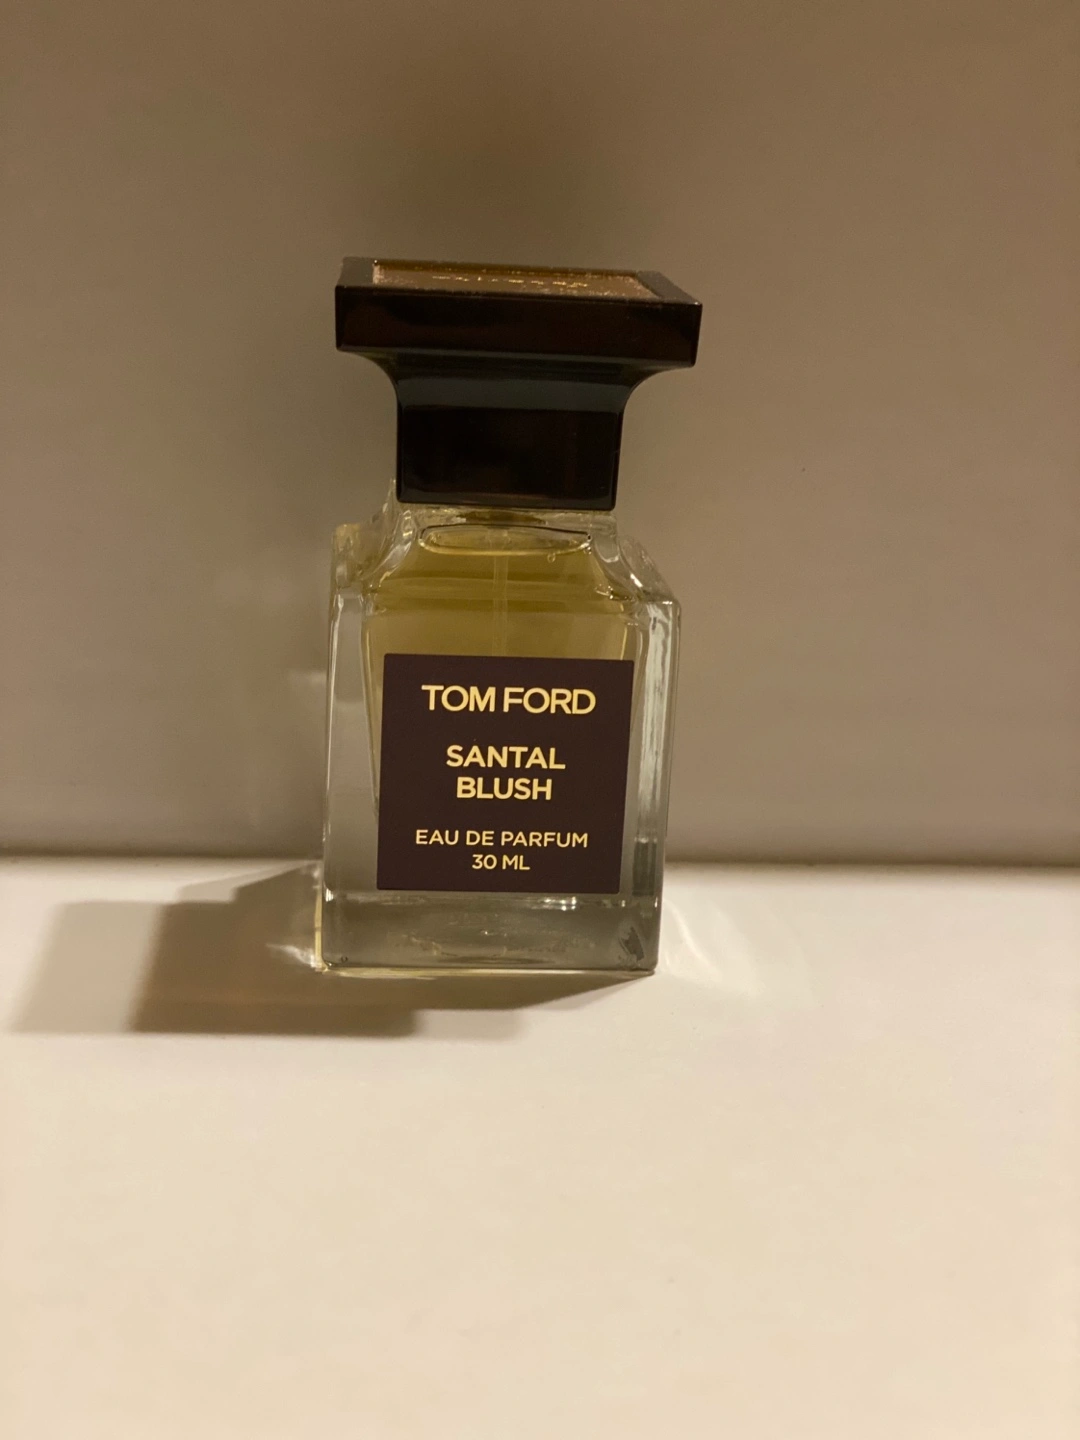 TOM FORD
SANTAL
BLUSH
EAU DE PARFUM
30 ML